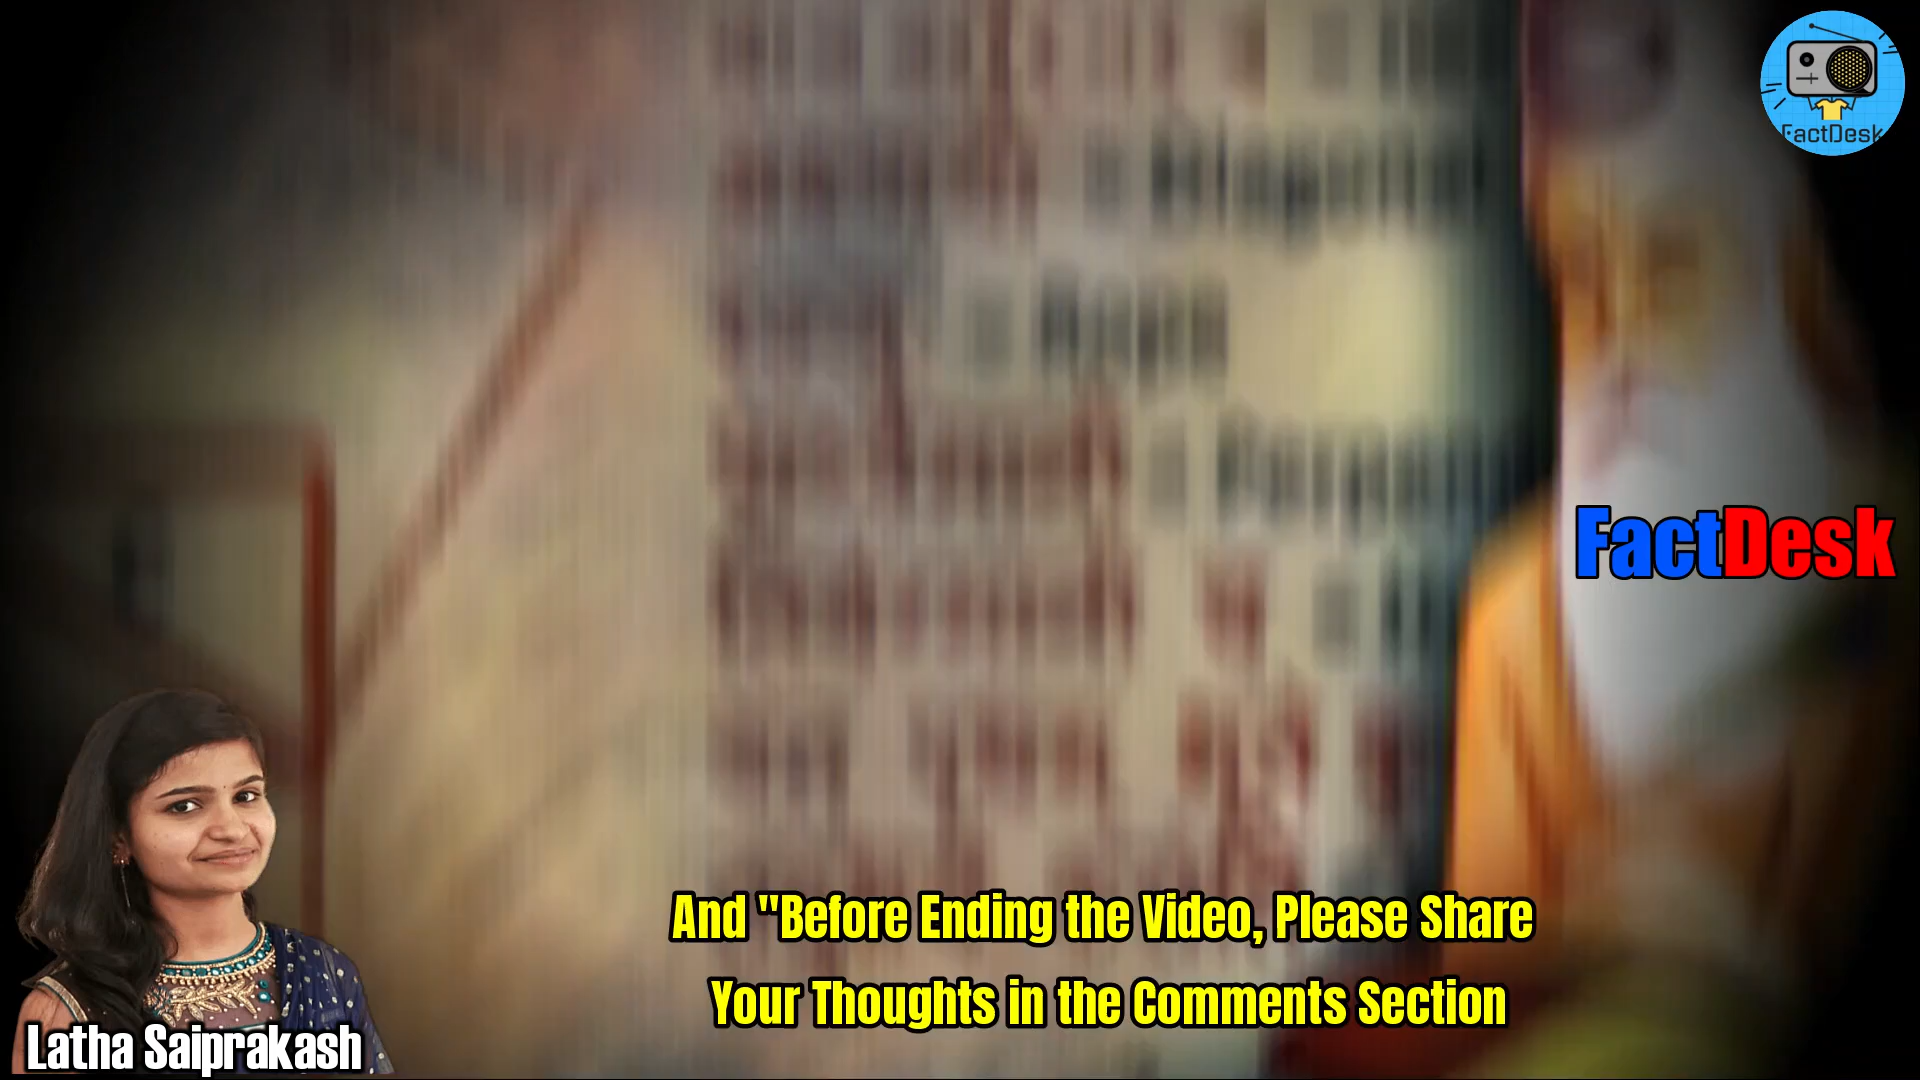 FactDesk
FactDesk
And "Before Ending the Video, Please Share
Your Thoughts in the Comments Section
Latha Saiprakash